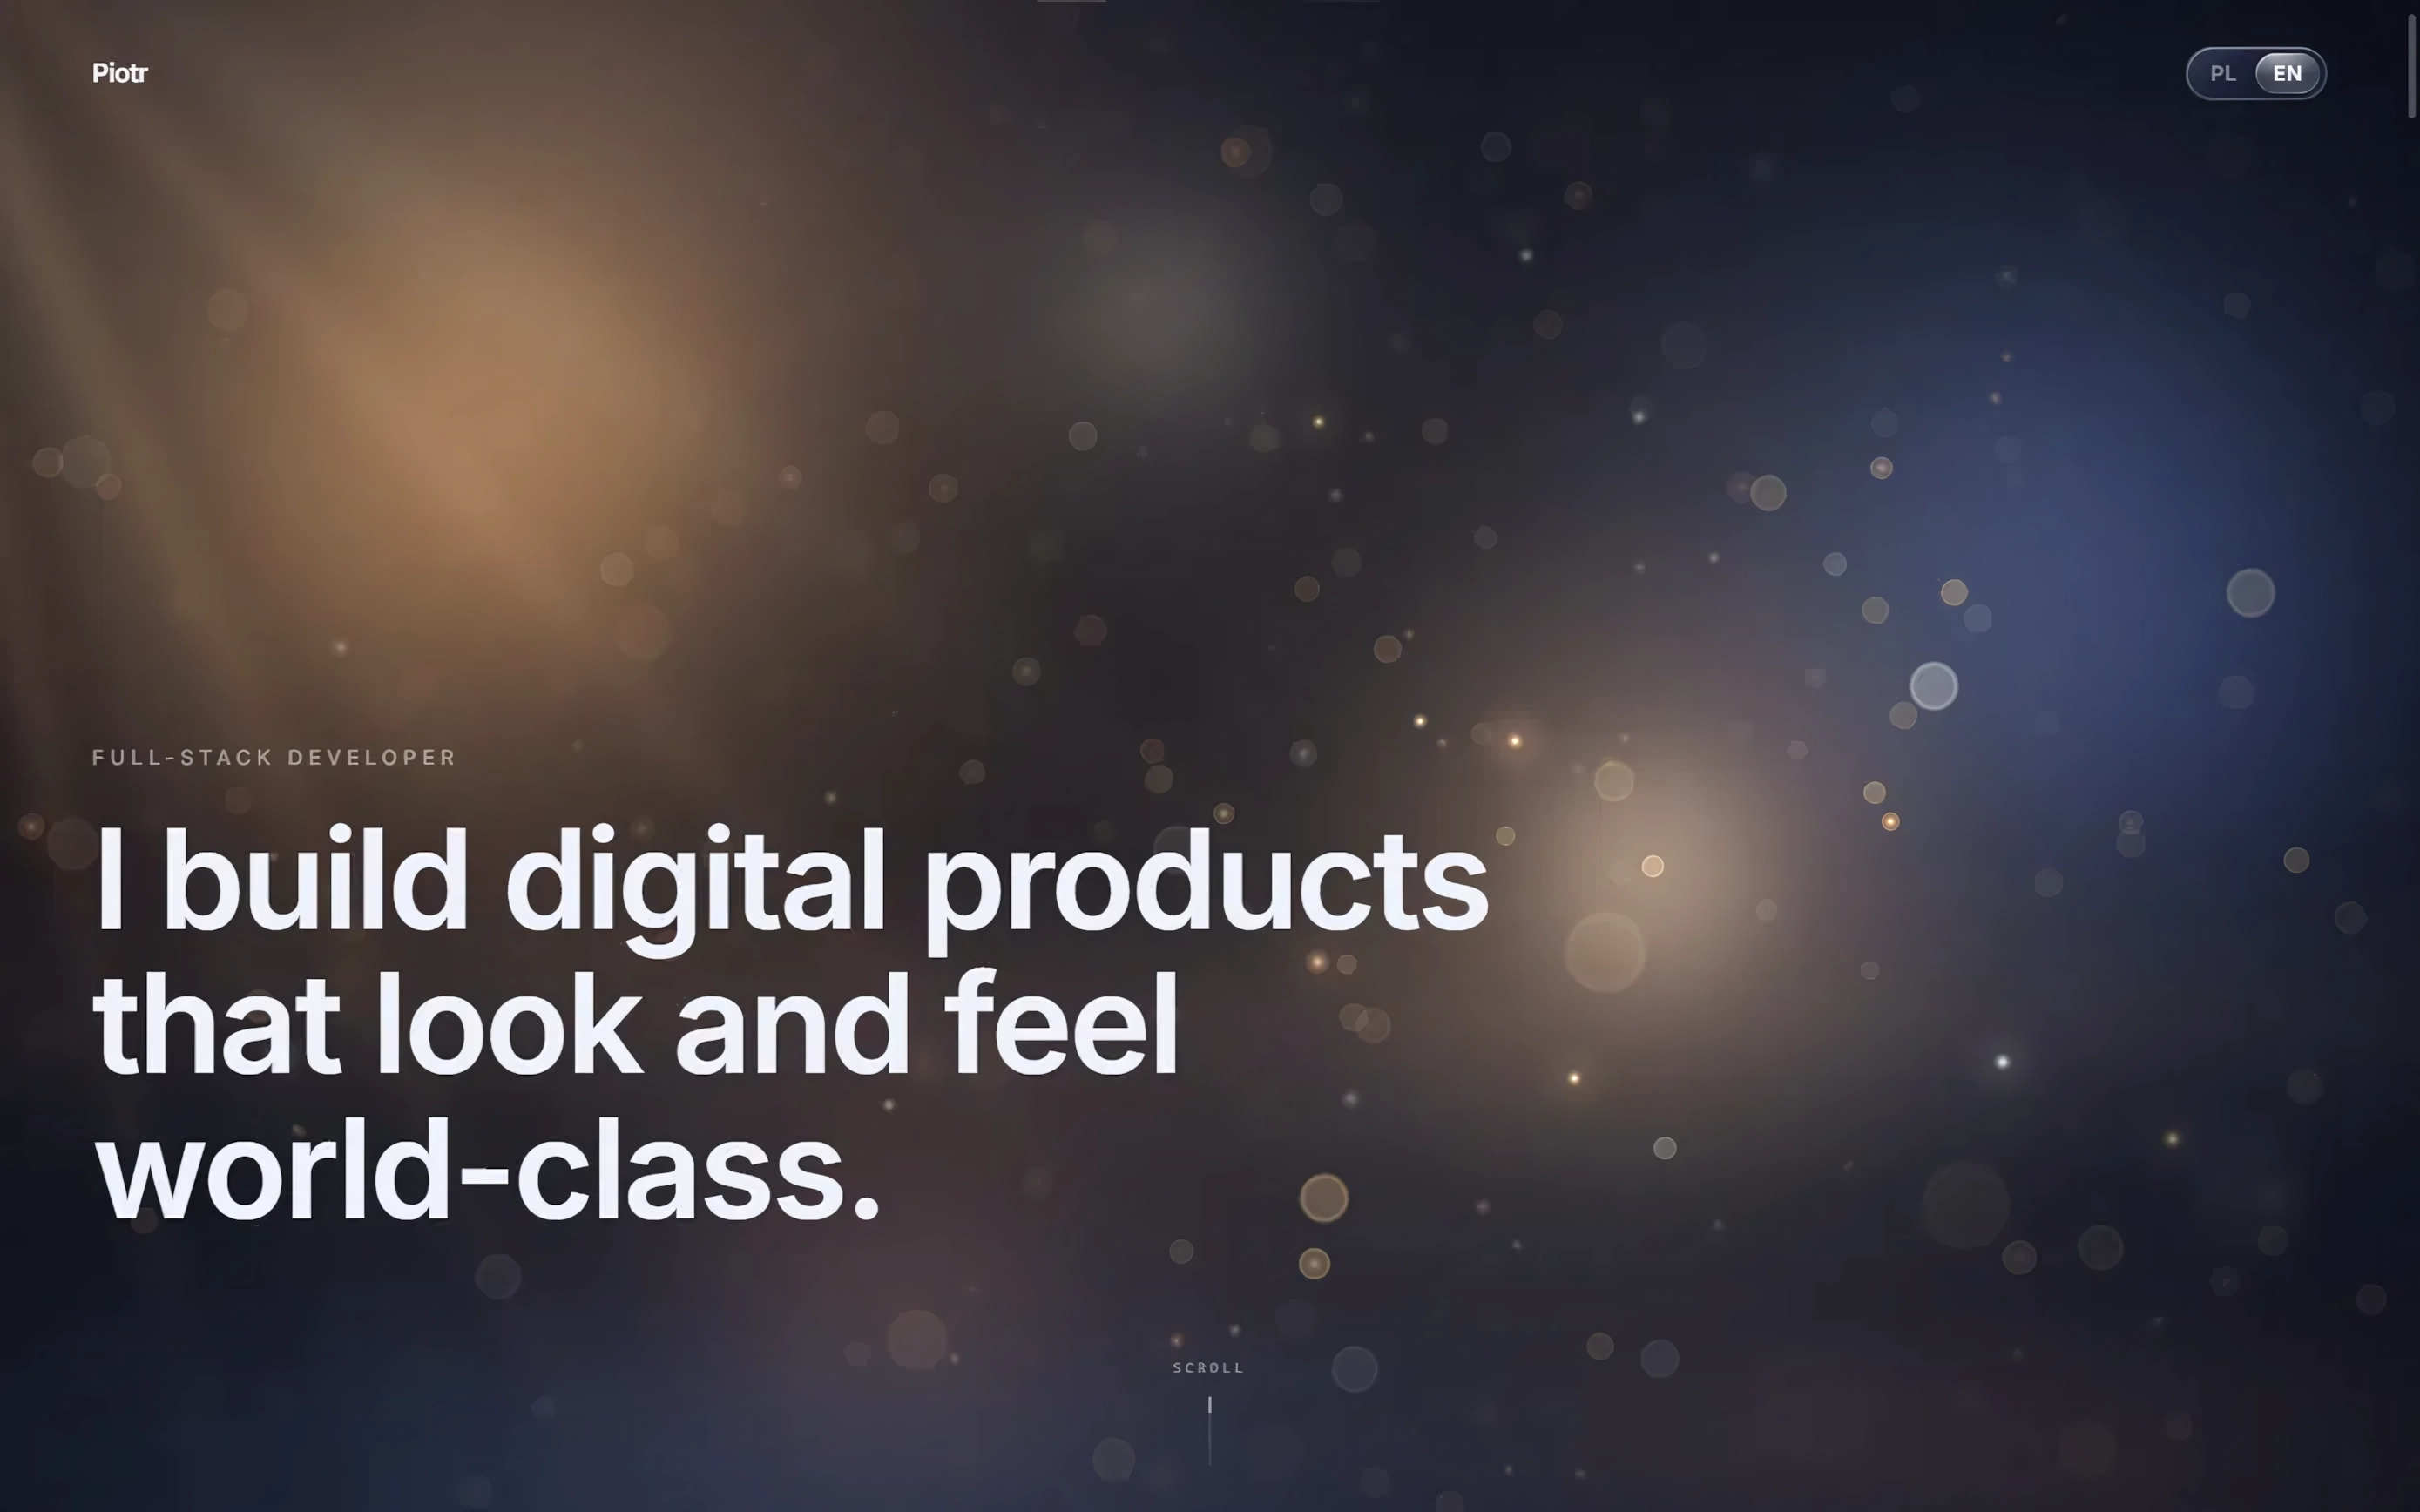 Piotr
PL EN
FULL-STACK DEVELOPER
I build digital products
that look and feel
world-class.
SCROLL